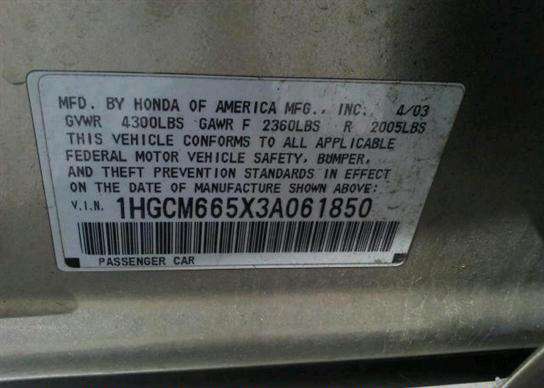 MFD. BY HONDA OF AMERICA MFG., INC. 4/03
GVWR 4300LBS GAWR F 2360LBS R 2005LBS
THIS VEHICLE CONFORMS TO ALL APPLICABLE
FEDERAL MOTOR VEHICLE SAFETY, BUMPER,
AND THEFT PREVENTION STANDARDS IN EFFECT
ON THE DATE OF MANUFACTURE SHOWN ABOVE:
V.I.N. 1HGCM665X3A061850
PASSENGER CAR